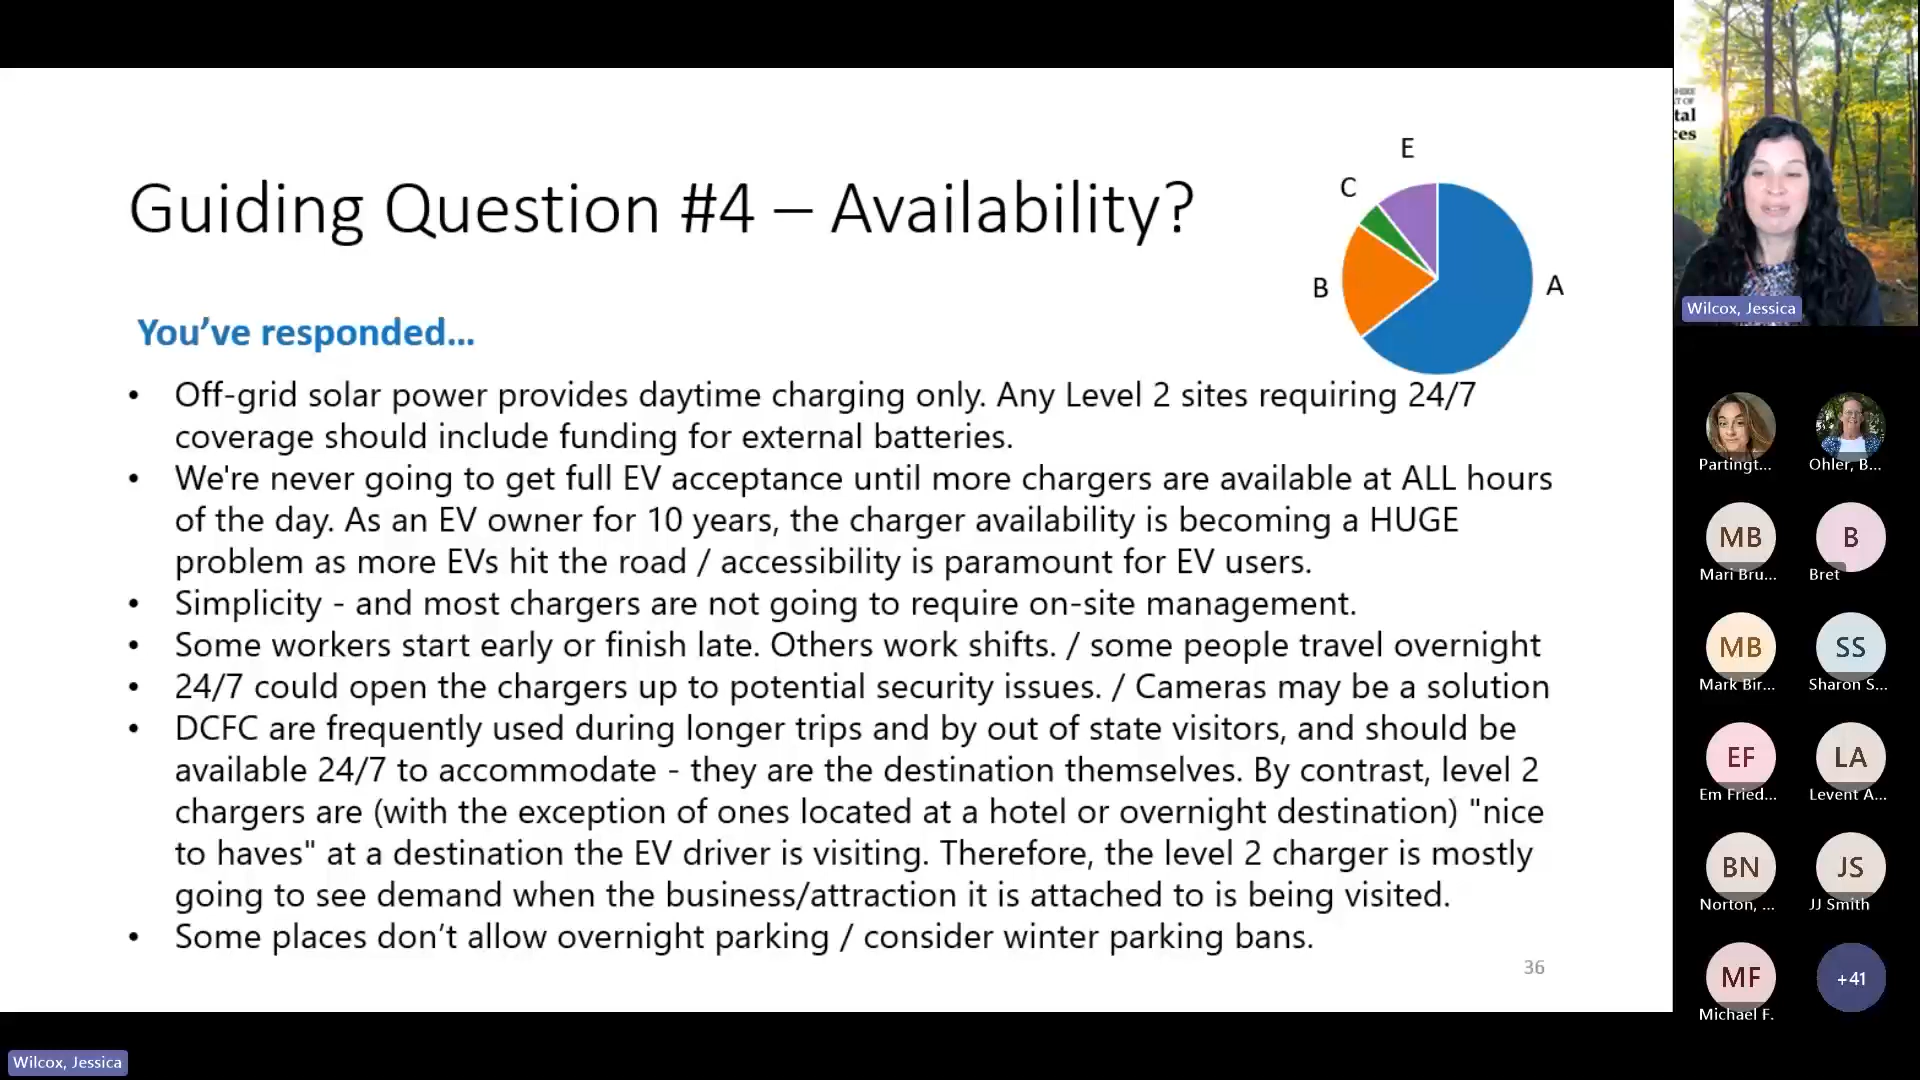 Guiding Question #4 – Availability?
E
C
B
A
You've responded...
• Off-grid solar power provides daytime charging only. Any Level 2 sites requiring 24/7
coverage should include funding for external batteries.
• We're never going to get full EV acceptance until more chargers are available at ALL hours
of the day. As an EV owner for 10 years, the charger availability is becoming a HUGE
problem as more EVs hit the road / accessibility is paramount for EV users.
• Simplicity - and most chargers are not going to require on-site management.
• Some workers start early or finish late. Others work shifts. / some people travel overnight
• 24/7 could open the chargers up to potential security issues. / Cameras may be a solution
• DCFC are frequently used during longer trips and by out of state visitors, and should be
available 24/7 to accommodate - they are the destination themselves. By contrast, level 2
chargers are (with the exception of ones located at a hotel or overnight destination) "nice
to haves" at a destination the EV driver is visiting. Therefore, the level 2 charger is mostly
going to see demand when the business/attraction it is attached to is being visited.
• Some places don't allow overnight parking / consider winter parking bans.
36
Wilcox, Jessica
tal
ces
Wilcox, Jessica
Partingt...
Ohler, B...
MB
B
Mari Bru...
Bret
MB
SS
Mark Bir...
Sharon S...
EF
LA
Em Fried...
Levent A...
BN
JS
Norton, ...
JJ Smith
MF
+41
Michael F.